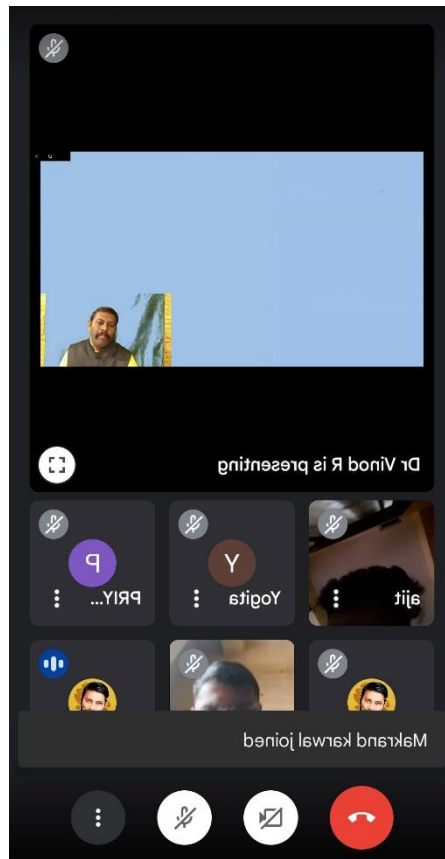 Dr Vinod R is presenting
ajit
Y
Yogita
P
PRIY...
Makrand karwal joined